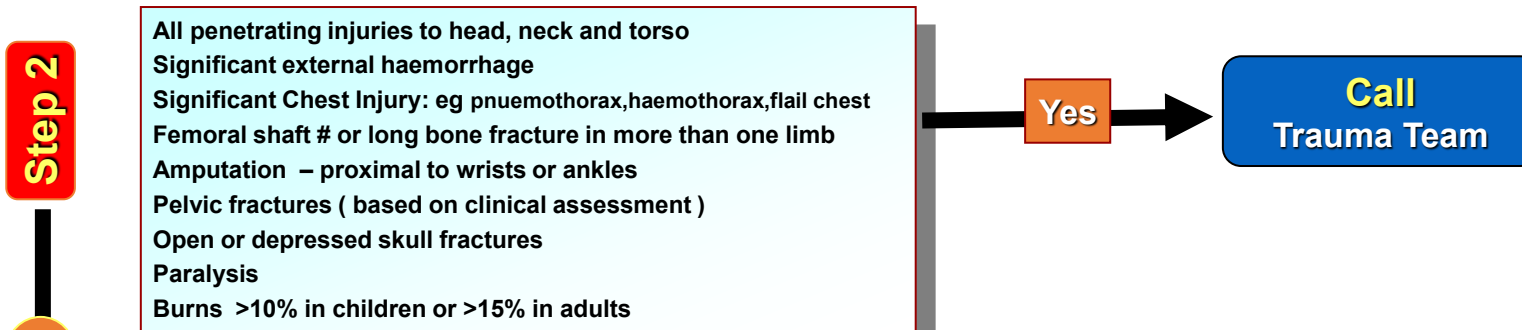 Step 2
All penetrating injuries to head, neck and torso
Significant external haemorrhage
Significant Chest Injury: eg pnuemothorax,haemothorax,flail chest
Femoral shaft # or long bone fracture in more than one limb
Amputation – proximal to wrists or ankles
Pelvic fractures ( based on clinical assessment )
Open or depressed skull fractures
Paralysis
Burns >10% in children or >15% in adults
Yes
Call
Trauma Team